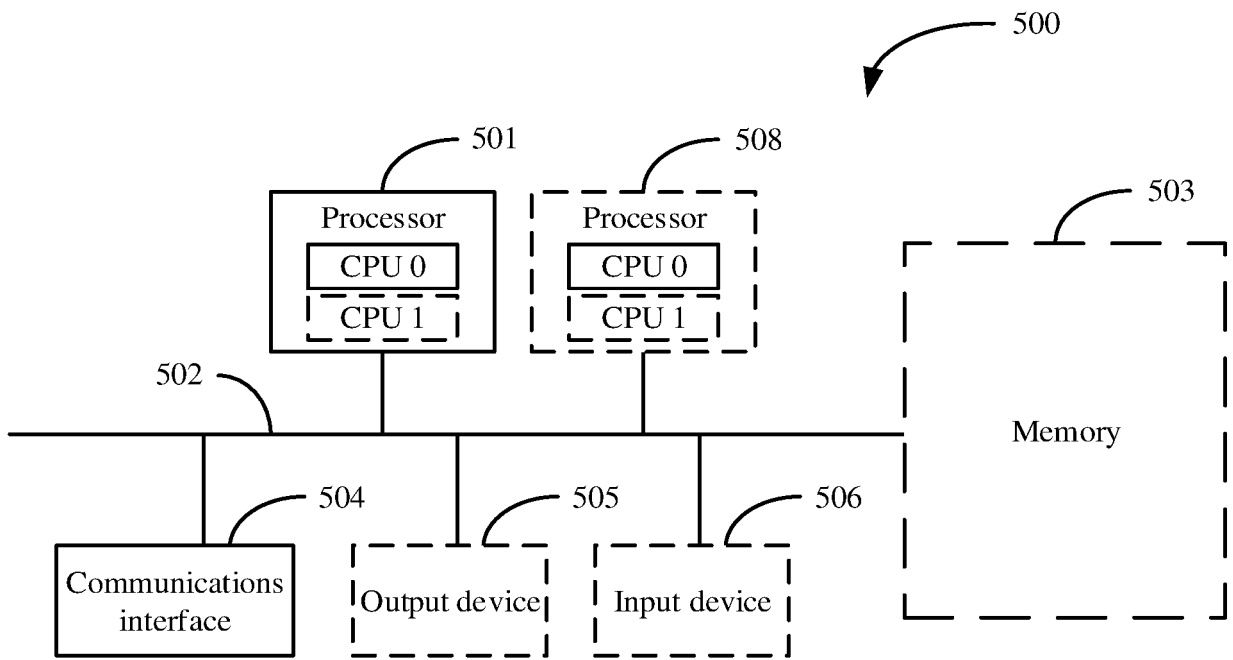 500
501
508
503
Processor
Processor
CPU 0
CPU 0
CPU 1
CPU 1
502
Memory
504
505
506
Communications
interface
Output device
Input device